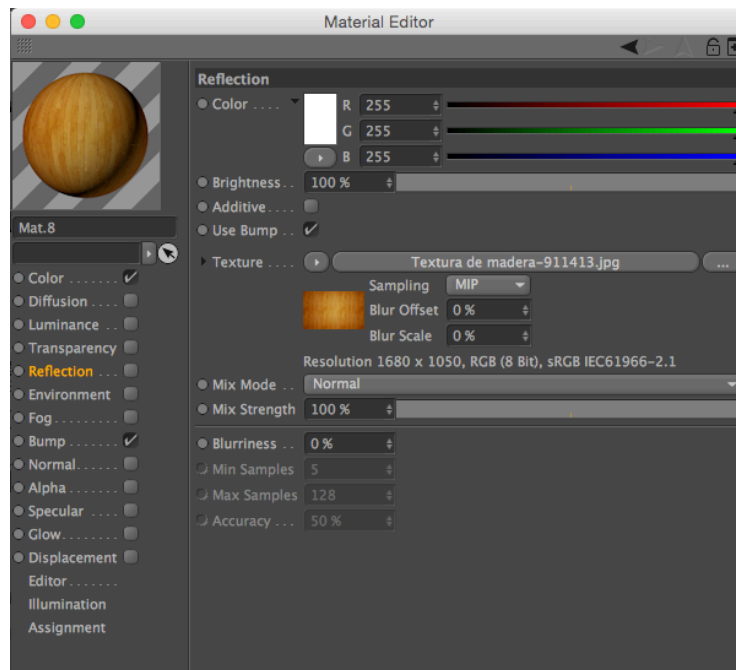 Material Editor
Mat.8
Color . . . . . . .
Diffusion . . . .
Luminance . .
Transparency
Reflection . . .
Environment
Fog. . . . . . . . .
Bump . . . . . . .
Normal. . . . . .
Alpha . . . . . . .
Specular . . . .
Glow. . . . . . . .
Displacement
Editor . . . . . . .
Illumination
Assignment
Reflection
Color . . . . R 255
G 255
B 255
Brightness . . 100 %
Additive. . . .
Use Bump . .
Texture . . . . Textura de madera-911413.jpg ...
Sampling MIP
Blur Offset 0 %
Blur Scale 0 %
Resolution 1680 x 1050, RGB (8 Bit), sRGB IEC61966-2.1
Mix Mode . . Normal
Mix Strength 100 %
Blurriness . . 0 %
Min Samples 5
Max Samples 128
Accuracy . . . 50 %